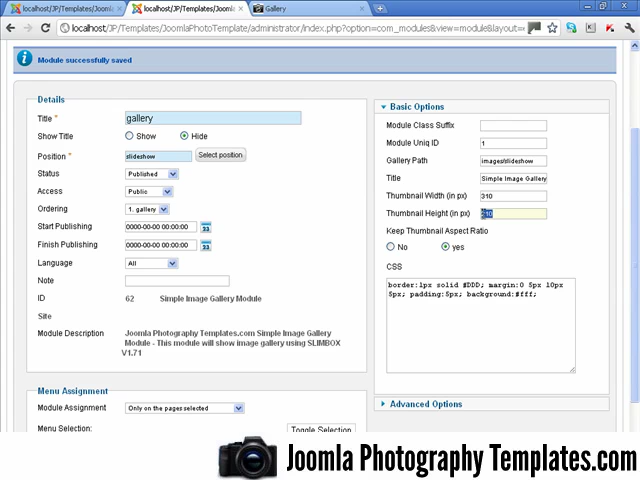 localhost/JP/Templates/Joomla
localhost/JP/Templates/Jooml
Gallery
localhost/JP/Templates/JoomlaPhotoTemplate/administrator/index.php?option=com_modules&view=module&layout=
Module successfully saved
Details
Title *
gallery
Show Title
Show
Hide
Position *
slideshow
Select position
Status
Published
Access
Public
Ordering
1. gallery
Start Publishing
0000-00-00 00:00:00
23
Finish Publishing
0000-00-00 00:00:00
23
Language
All
Note
ID
62
Simple Image Gallery Module
Site
Module Description
Joomla Photography Templates.com Simple Image Gallery
Module - This module will show image gallery using SLIMBOX
V1.71
Menu Assignment
Module Assignment
Only on the pages selected
Menu Selection:
Toggle Selection
Basic Options
Module Class Suffix
Module Uniq ID
1
Gallery Path
images/slideshow
Title
Simple Image Gallery
Thumbnail Width (in px)
310
Thumbnail Height (in px)
Keep Thumbnail Aspect Ratio
No
yes
CSS
border:1px solid #DDD; margin:0 5px 10px
5px; padding:5px; background:#fff;
Advanced Options
Joomla Photography Templates.com